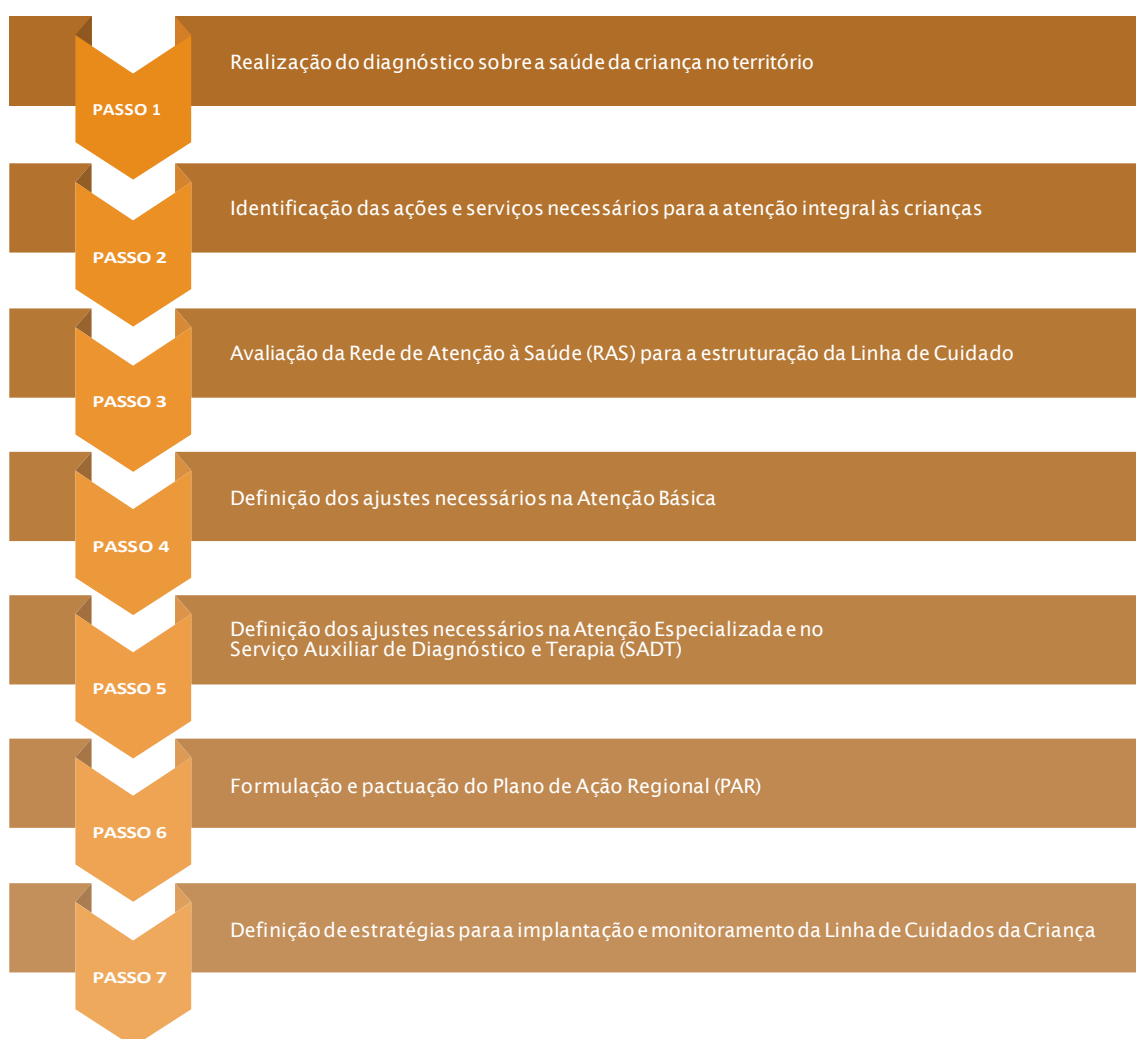 PASSO 1
Realização do diagnóstico sobre a saúde da criança no território
PASSO 2
Identificação das ações e serviços necessários para a atenção integral às crianças
PASSO 3
Avaliação da Rede de Atenção à Saúde (RAS) para a estruturação da Linha de Cuidado
PASSO 4
Definição dos ajustes necessários na Atenção Básica
PASSO 5
Definição dos ajustes necessários na Atenção Especializada e no
Serviço Auxiliar de Diagnóstico e Terapia (SADT)
PASSO 6
Formulação e pactuação do Plano de Ação Regional (PAR)
PASSO 7
Definição de estratégias para a implantação e monitoramento da Linha de Cuidados da Criança